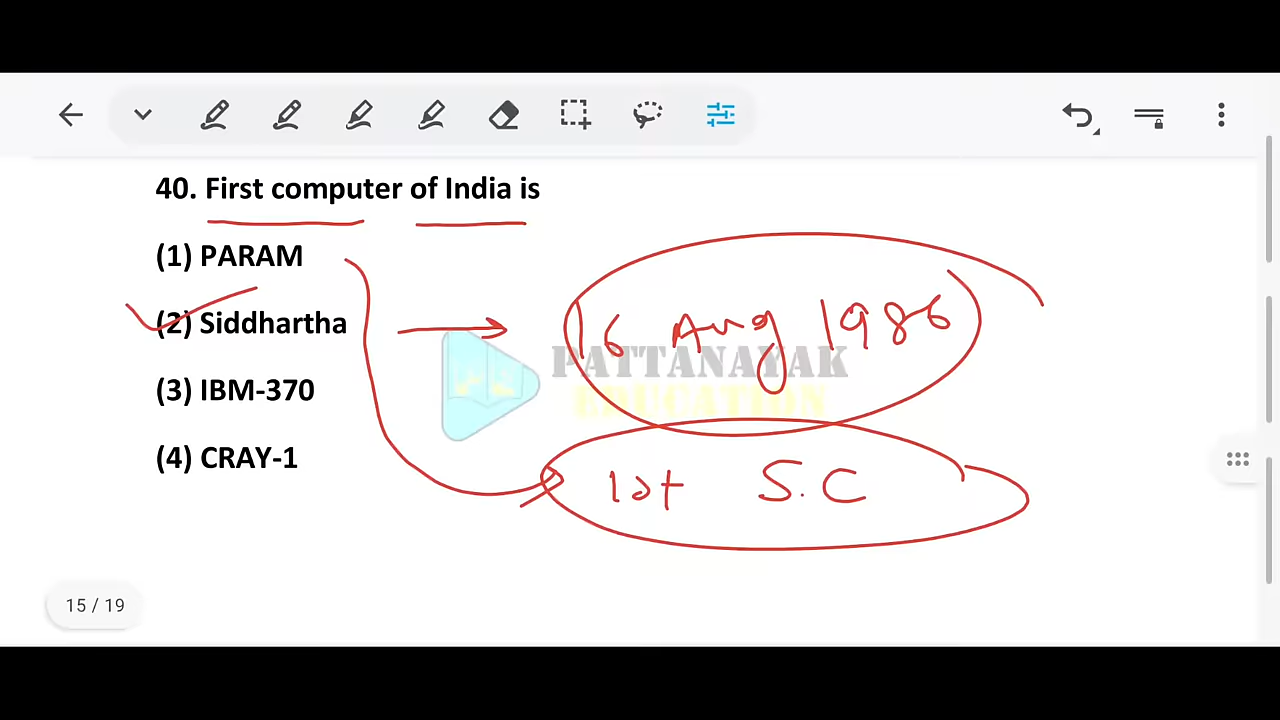 40. First computer of India is
(1) PARAM
(2) Siddhartha
16 Aug 1986
PATTANAYAK
EDUCATION
(3) IBM-370
(4) CRAY-1
1st S.C
15 / 19